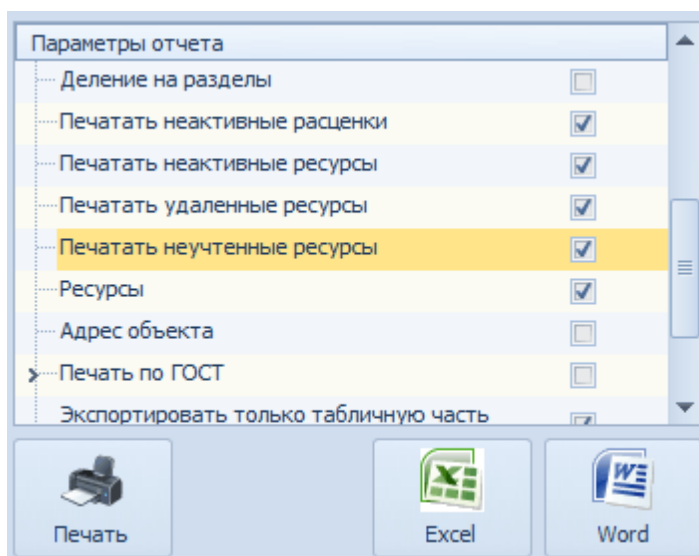 Параметры отчета
Деление на разделы
Печатать неактивные расценки
Печатать неактивные ресурсы
Печатать удаленные ресурсы
Печатать неучтенные ресурсы
Ресурсы
Адрес объекта
Печать по ГОСТ
Экспортировать только табличную часть
Печать Excel Word